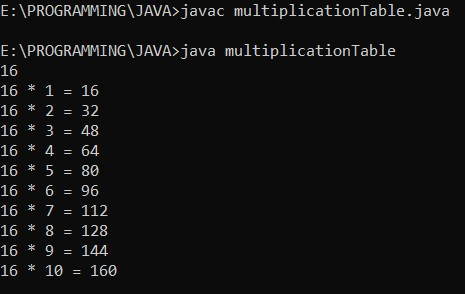 E:\PROGRAMMING\JAVA>javac multiplicationTable.java
E:\PROGRAMMING\JAVA>java multiplicationTable
16
16 * 1 = 16
16 * 2 = 32
16 * 3 = 48
16 * 4 = 64
16 * 5 = 80
16 * 6 = 96
16 * 7 = 112
16 * 8 = 128
16 * 9 = 144
16 * 10 = 160